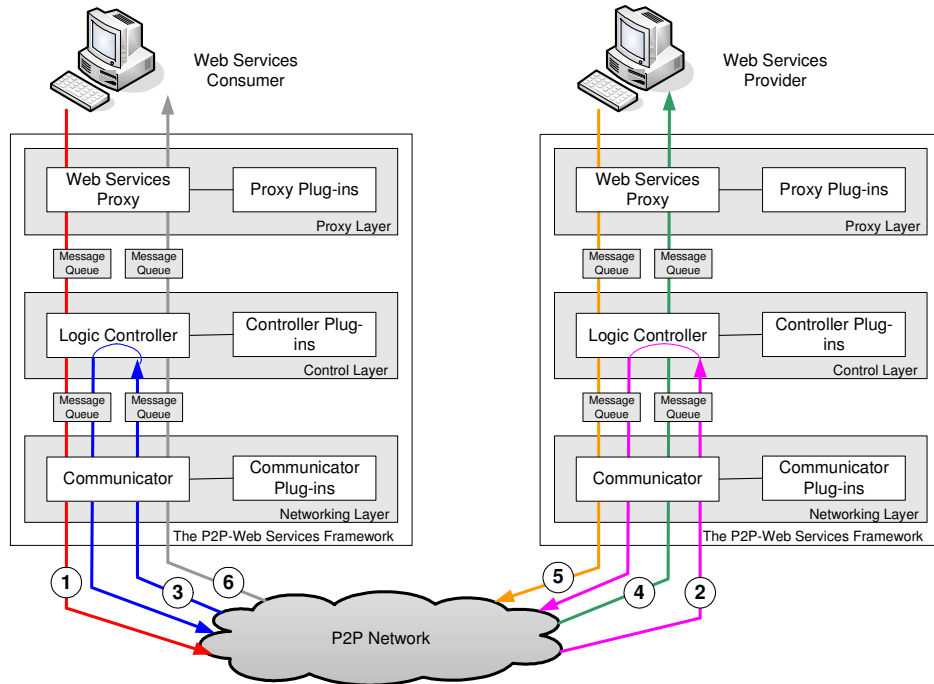 Web Services
Consumer
Web Services
Proxy
Proxy Plug-ins
Proxy Layer
Message
Queue
Message
Queue
Logic Controller
Controller Plug-
ins
Control Layer
Message
Queue
Message
Queue
Communicator
Communicator
Plug-ins
Networking Layer
The P2P-Web Services Framework
Web Services
Provider
Web Services
Proxy
Proxy Plug-ins
Proxy Layer
Message
Queue
Message
Queue
Logic Controller
Controller Plug-
ins
Control Layer
Message
Queue
Message
Queue
Communicator
Communicator
Plug-ins
Networking Layer
The P2P-Web Services Framework
1
3
6
5
4
2
P2P Network